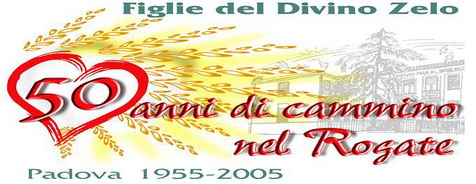 Figlie del Divino Zelo
50 anni di cammino
nel Rogate
Padova 1955-2005